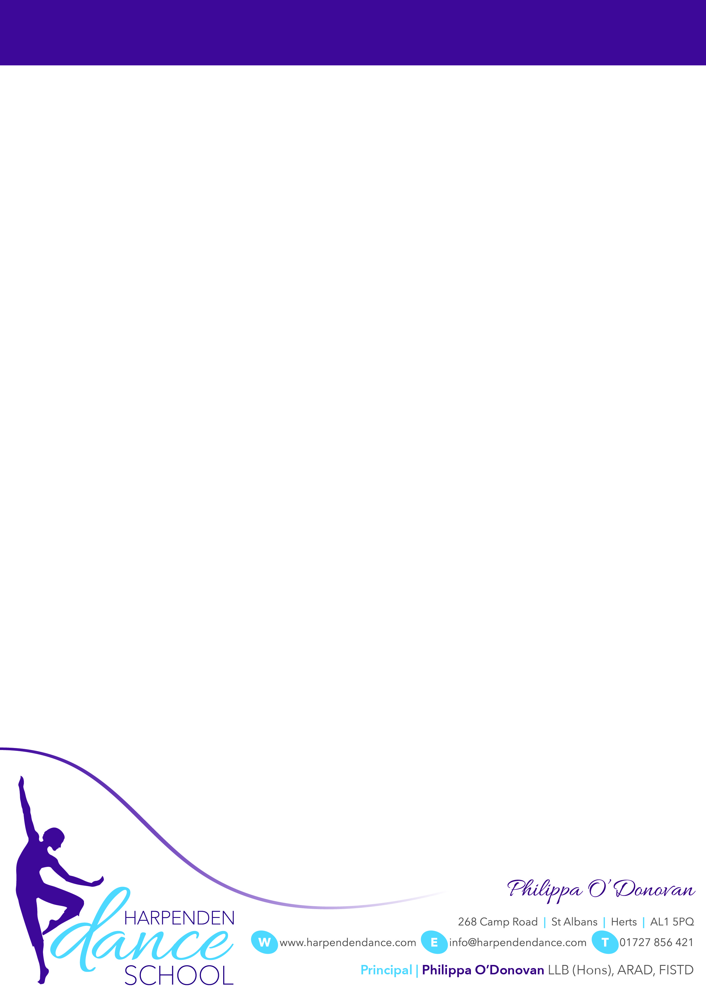 Philippa O’Donovan
268 Camp Road | St Albans | Herts | AL1 5PQ
W www.harpendendance.com E info@harpendendance.com T 01727 856 421
Principal | Philippa O’Donovan LLB (Hons), ARAD, FISTD
HARPENDEN
dance
SCHOOL